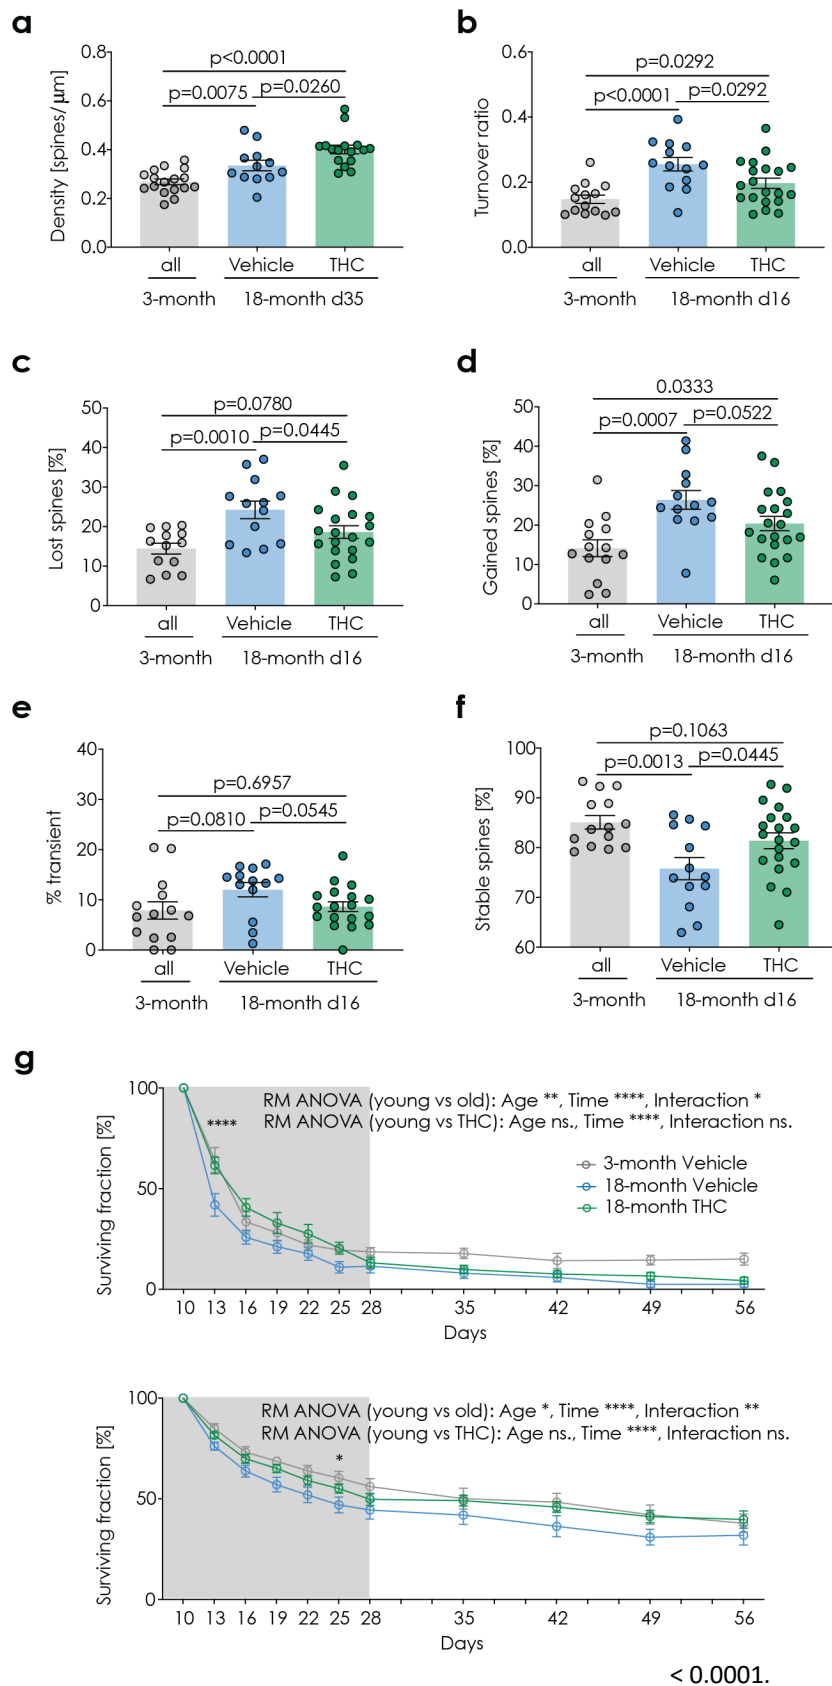 a
Density [spines/μm]
0.8
0.6
0.4
0.2
0.0
p<0.0001
p=0.0075
p=0.0260
all
Vehicle
THC
3-month
18-month d35
b
Turnover ratio
0.6
0.4
0.2
0.0
p=0.0292
p<0.0001
p=0.0292
all
Vehicle
THC
3-month
18-month d16
c
Lost spines [%]
50
40
30
20
10
0
p=0.0780
p=0.0010
p=0.0445
all
Vehicle
THC
3-month
18-month d16
d
Gained spines [%]
50
40
30
20
10
0
0.0333
p=0.0007
p=0.0522
all
Vehicle
THC
3-month
18-month d16
e
% transient
40
30
20
10
0
p=0.6957
p=0.0810
p=0.0545
all
Vehicle
THC
3-month
18-month d16
f
Stable spines [%]
100
90
80
70
60
p=0.1063
p=0.0013
p=0.0445
all
Vehicle
THC
3-month
18-month d16
g
Surviving fraction [%]
100
50
0
RM ANOVA (young vs old): Age **, Time ****, Interaction *
RM ANOVA (young vs THC): Age ns., Time ****, Interaction ns.
****
3-month Vehicle
18-month Vehicle
18-month THC
10 13 16 19 22 25 28 35 42 49 56
Days
Surviving fraction [%]
100
50
0
RM ANOVA (young vs old): Age *, Time ****, Interaction **
RM ANOVA (young vs THC): Age ns., Time ****, Interaction ns.
*
10 13 16 19 22 25 28 35 42 49 56
Days
< 0.0001.